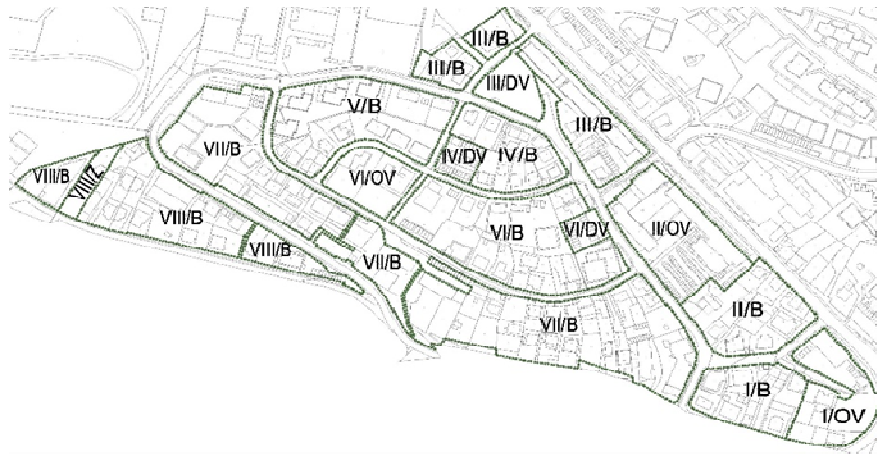 III/B
III/B
III/DV
V/B
III/B
VII/B
IV/DV
IV/B
VIII/B
VIII/Z
VI/OV
VIII/B
VI/B
VI/DV
II/OV
VIII/B
VII/B
II/B
VII/B
I/B
I/OV